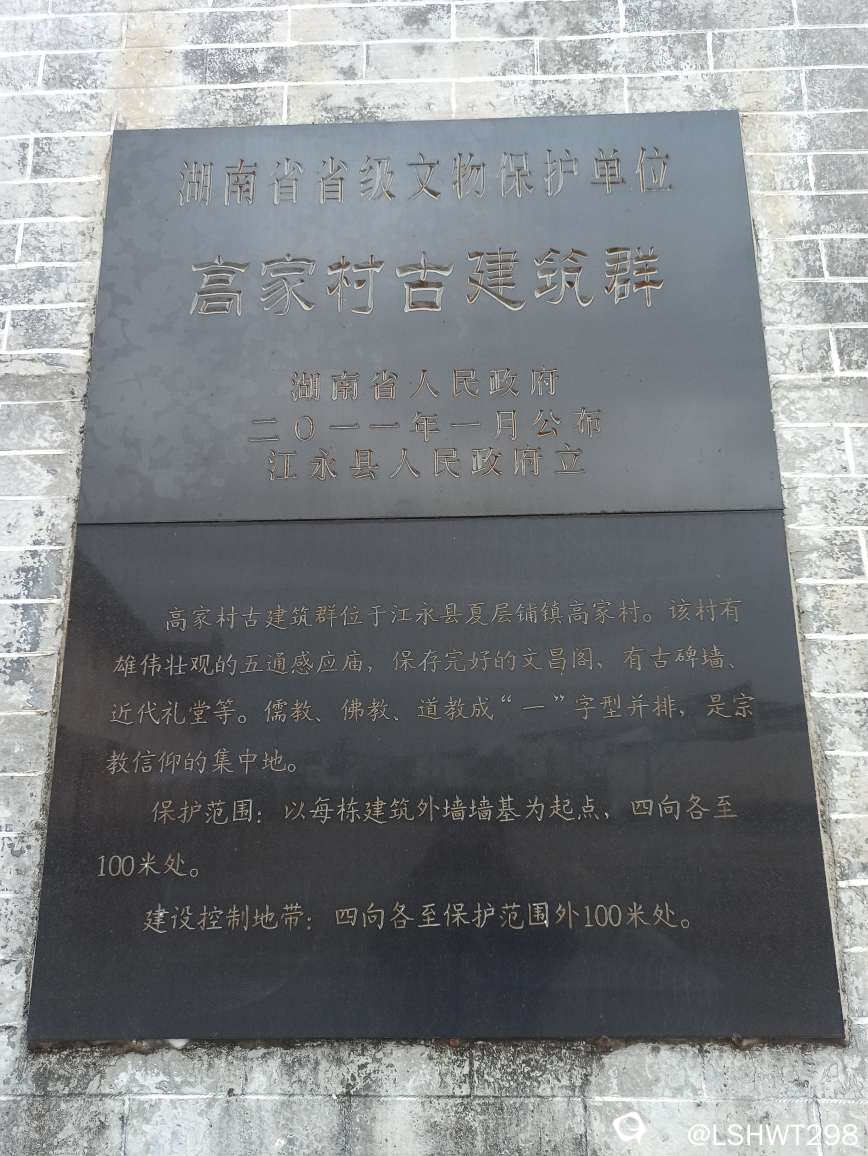 湖南省省级文物保护单位
高家村古建筑群
湖南省人民政府
二〇一一年一月公布
江永县人民政府立
高家村古建筑群位于江永县夏层铺镇高家村。该村有
雄伟壮观的五通感应庙，保存完好的文昌阁、有古碑墙、
近代礼堂等。儒教、佛教、道教成“一”字型并排，是宗
教信仰的集中地。
保护范围：以每栋建筑外墙墙基为起点，四向各至
100米处。
建设控制地带：四向各至保护范围外100米处。
@LSHWT298